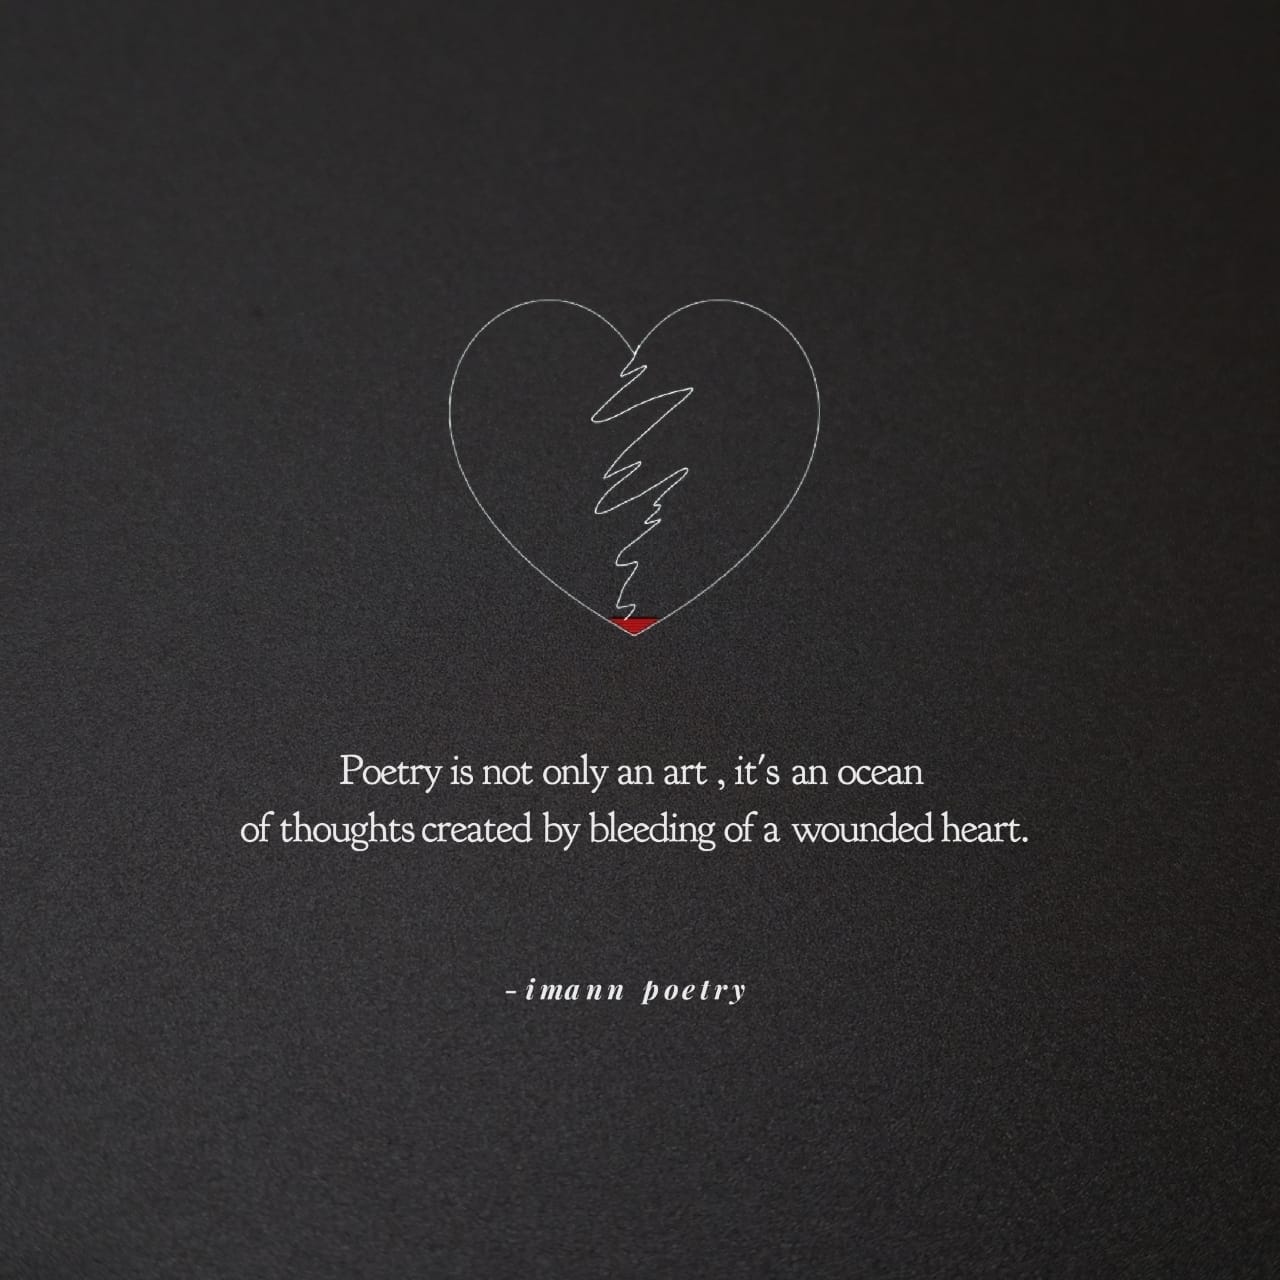 Poetry is not only an art , it's an ocean
of thoughts created by bleeding of a wounded heart.
- imann poetry